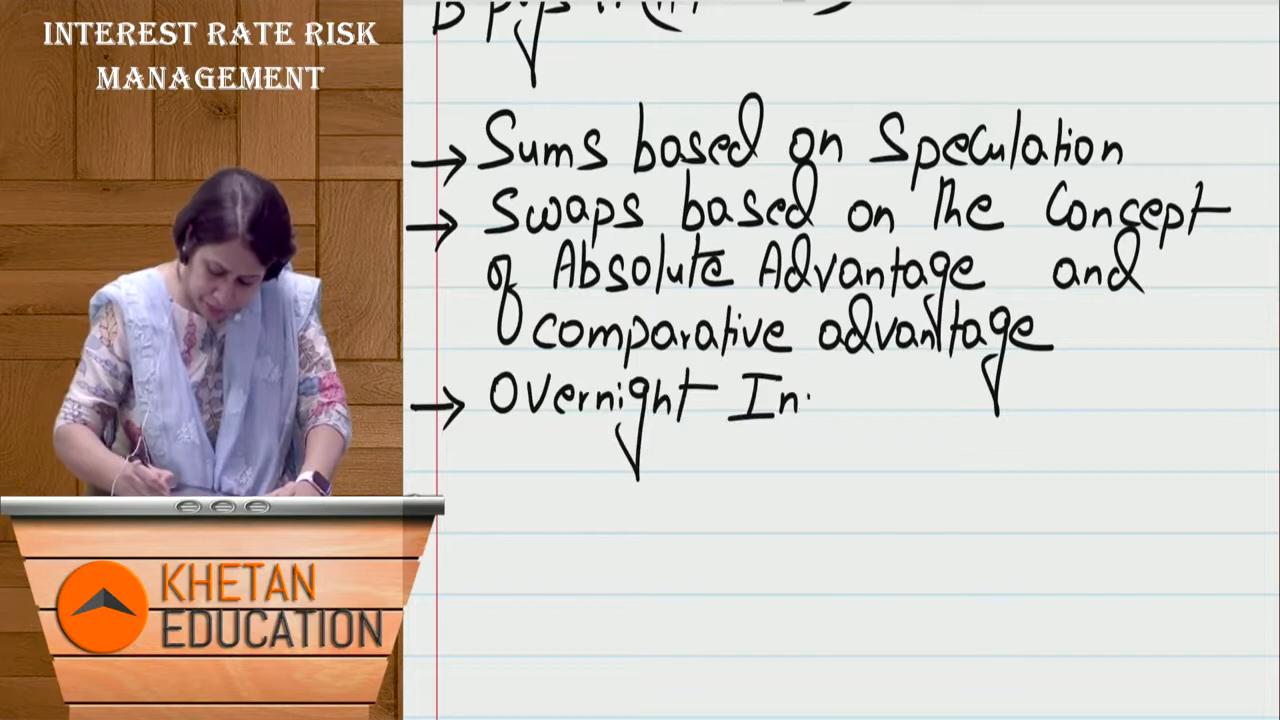 INTEREST RATE RISK
MANAGEMENT
→ Sums based on Speculation
→ Swaps based on the Concept
of Absolute Advantage and
comparative advantage
→ Overnight In
KHETAN
EDUCATION